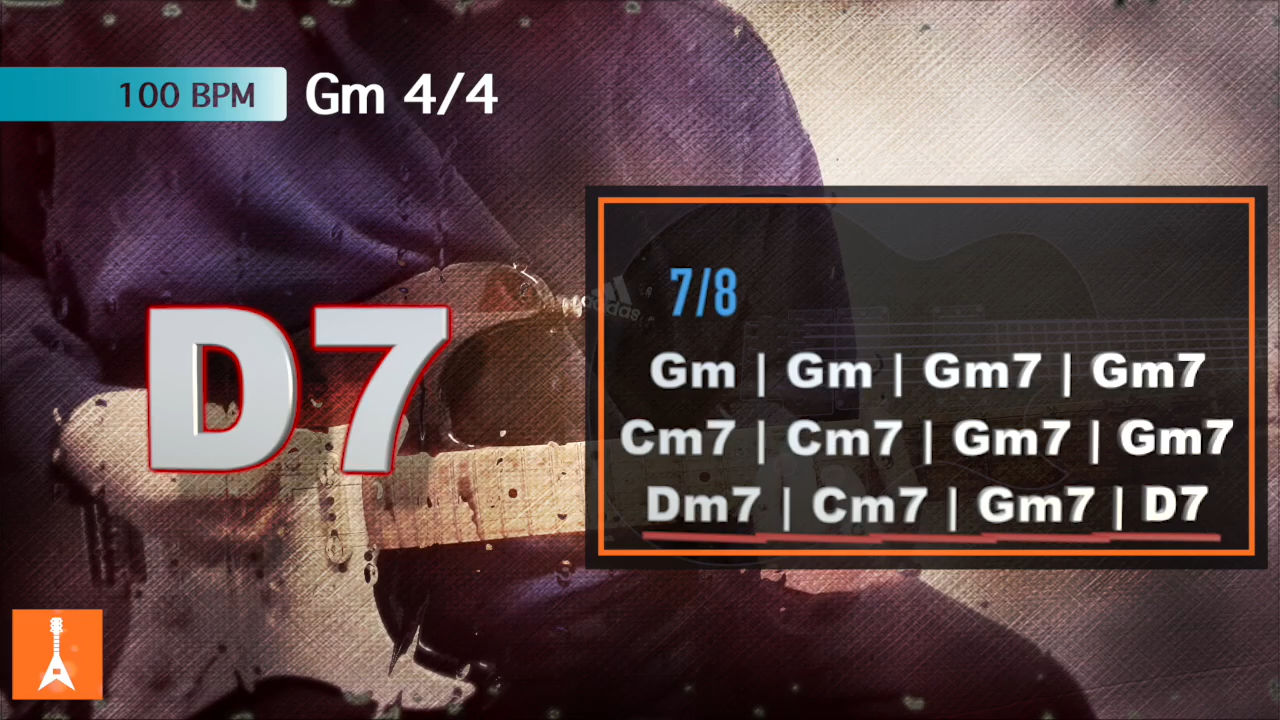 100 BPM Gm 4/4
D7
7/8
Gm | Gm | Gm7 | Gm7
Cm7 | Cm7 | Gm7 | Gm7
Dm7 | Cm7 | Gm7 | D7
adidas